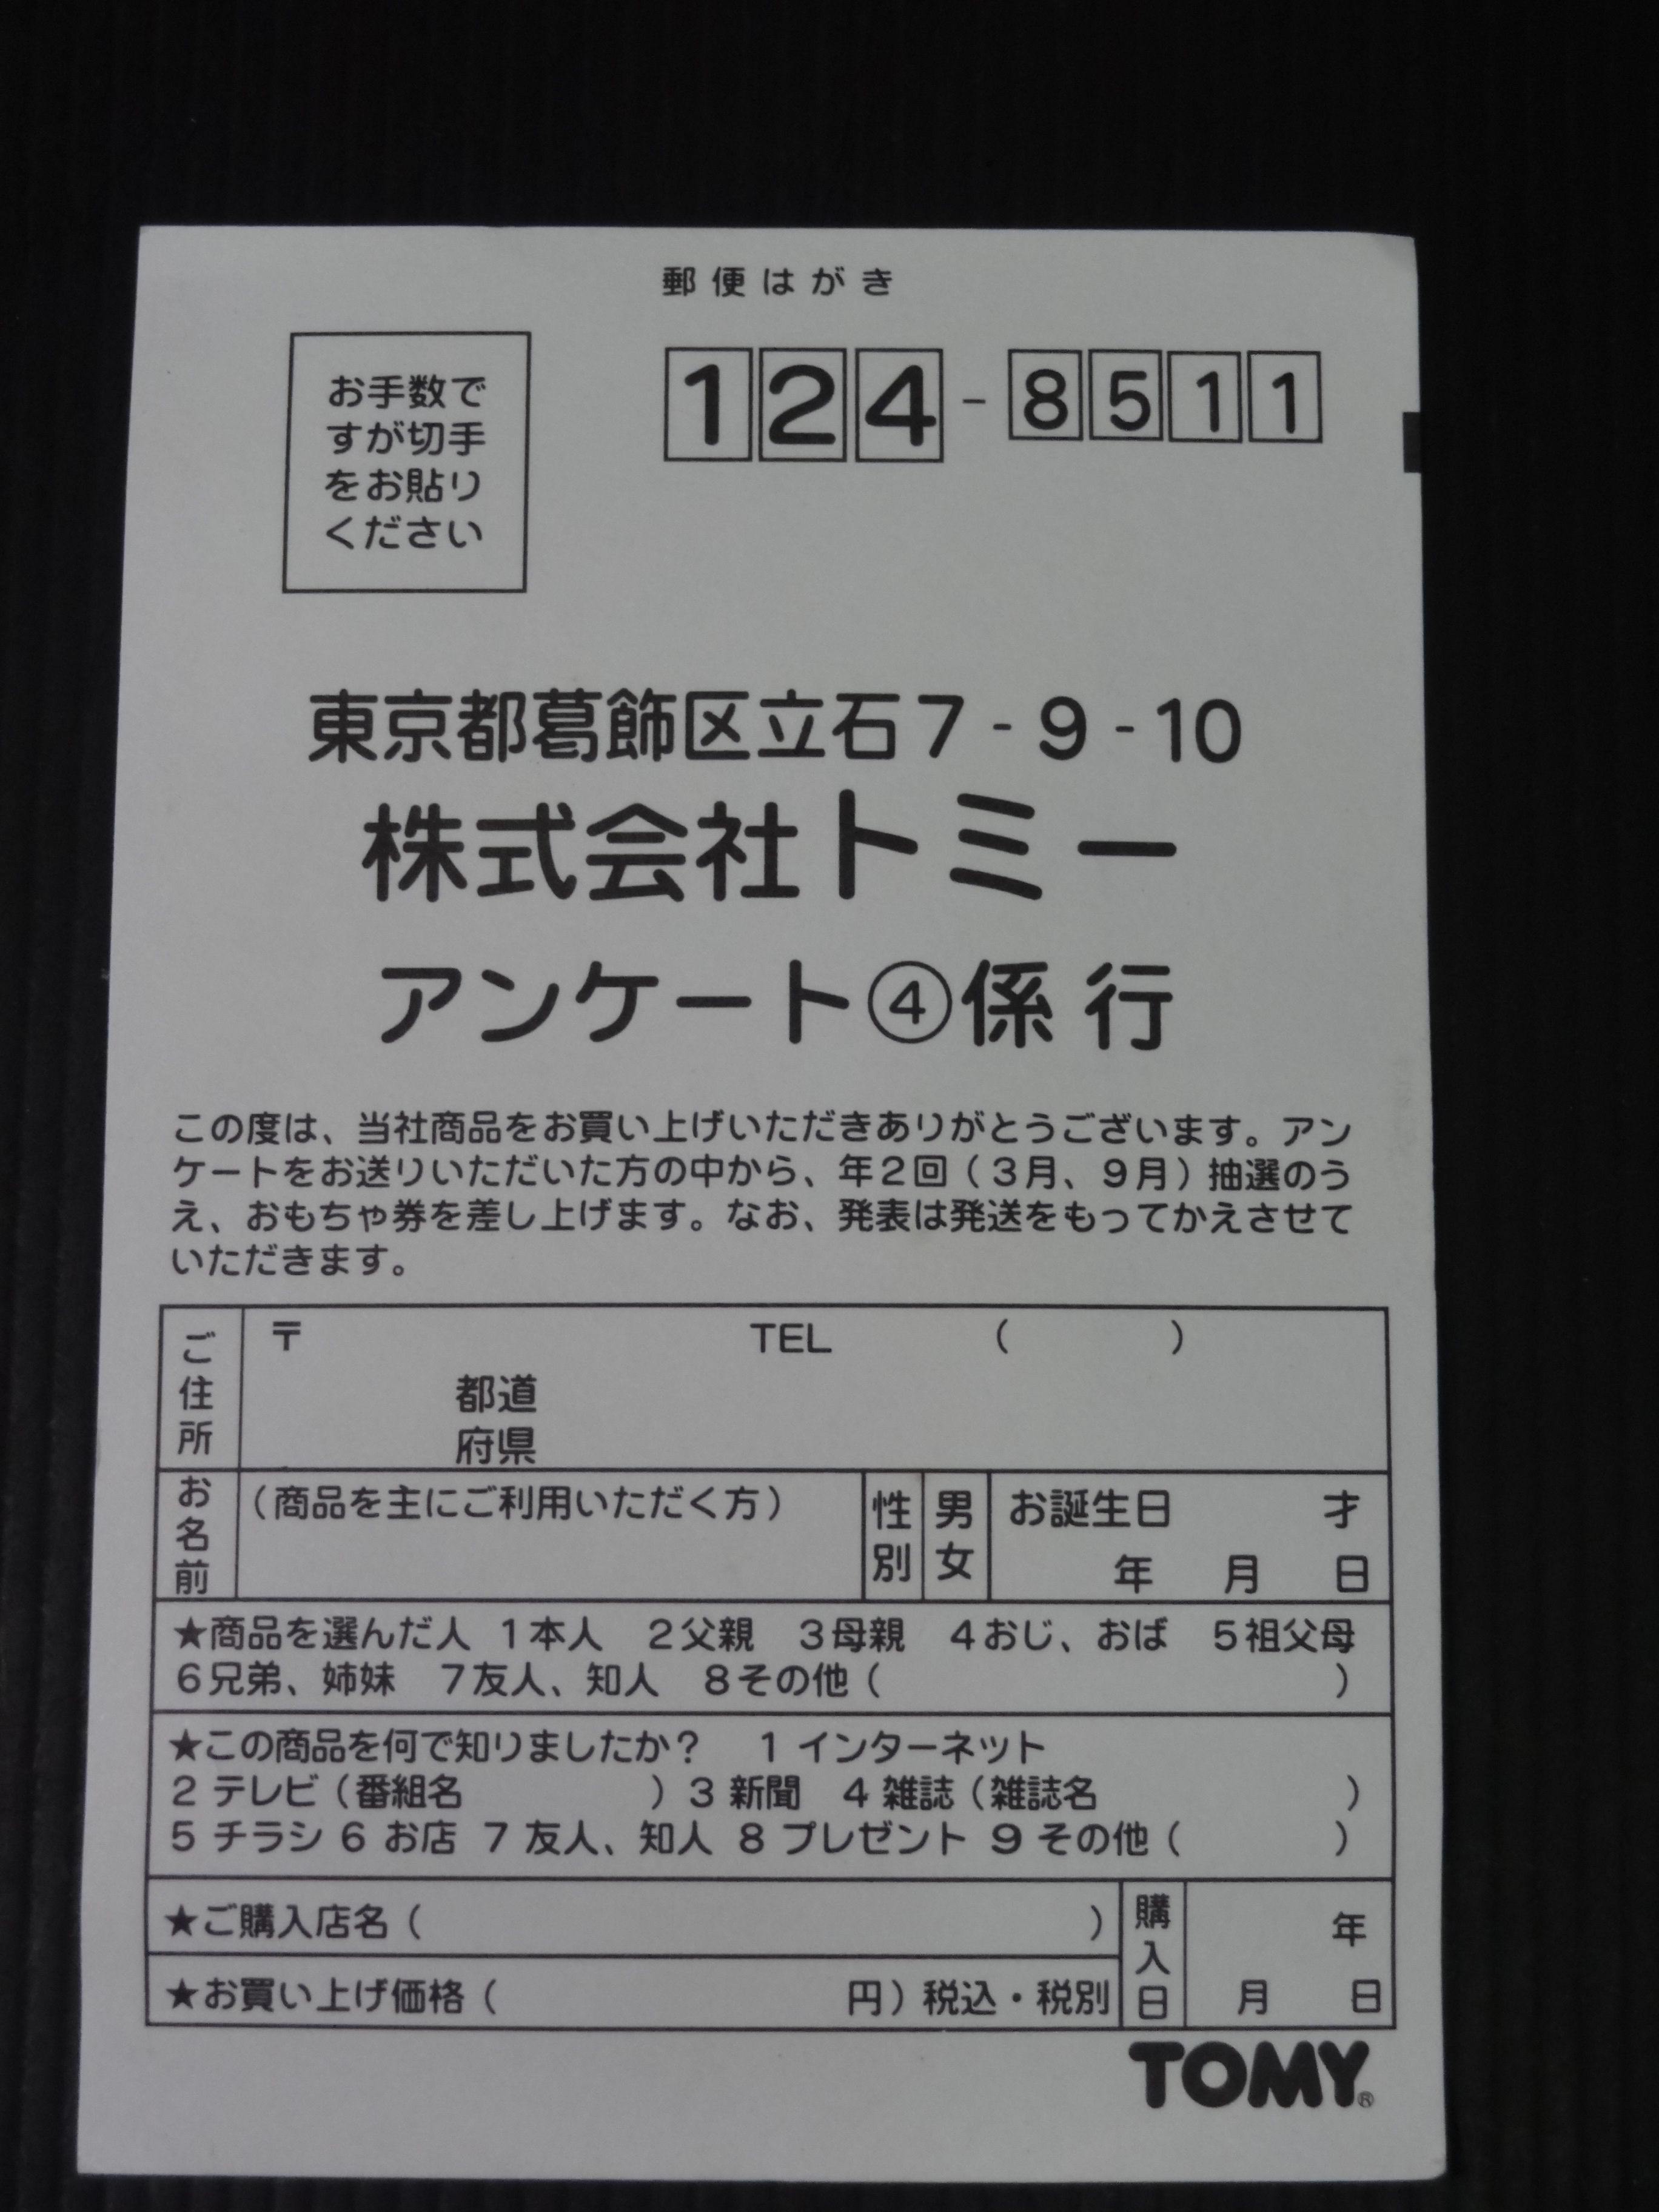 郵便はがき
お手数で
すが切手
をお貼り
ください
124-8511
東京都葛飾区立石7-9-10
株式会社トミー
アンケート④係 行
この度は、当社商品をお買い上げいただきありがとうございます。アン
ケートをお送りいただいた方の中から、年2回（3月、9月）抽選のう
え、おもちゃ券を差し上げます。なお、発表は発送をもってかえさせて
いただきます。
ご住所
〒 TEL （ ）
都道
府県
お名前
（商品を主にご利用いただく方）
性別
男
女
お誕生日 才
年 月 日
★商品を選んだ人 1本人 2父親 3母親 4おじ、おば 5祖父母
6兄弟、姉妹 7友人、知人 8その他（ ）
★この商品を何で知りましたか？ 1 インターネット
2 テレビ（番組名 ）3 新聞 4 雑誌（雑誌名 ）
5 チラシ 6 お店 7 友人、知人 8 プレゼント 9 その他（ ）
★ご購入店名（ ）
★お買い上げ価格（ 円）税込・税別
購入日
年
月 日
TOMY®